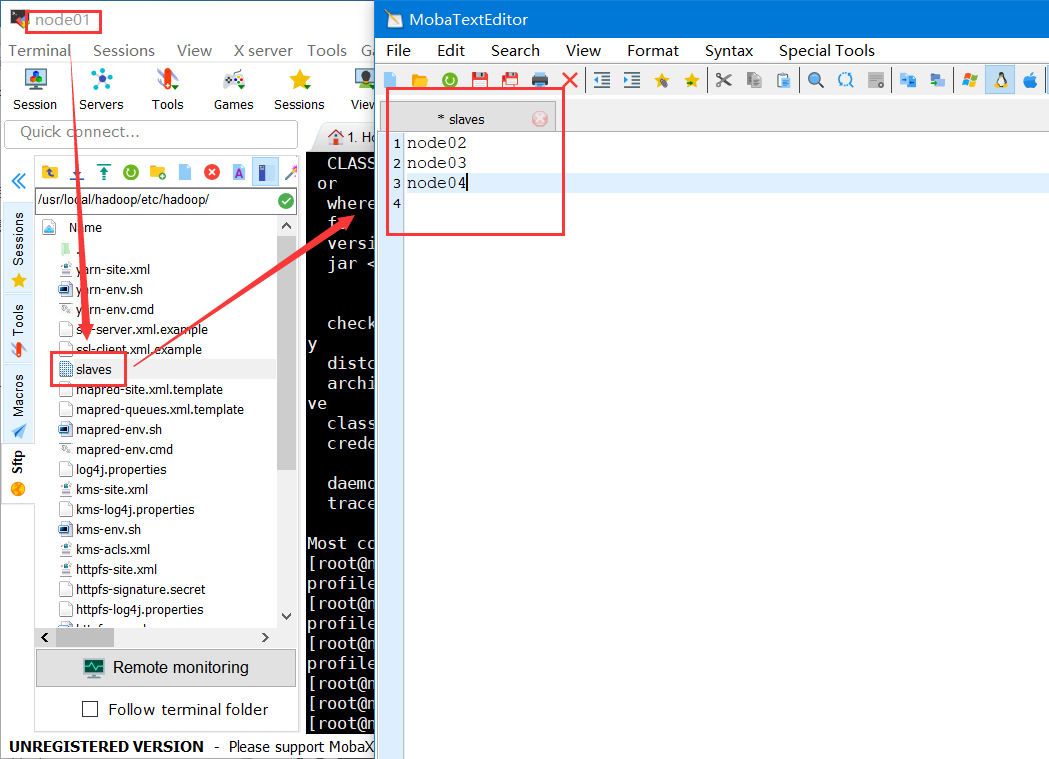 node01
Terminal Sessions View X server Tools
Session Servers Tools Games Sessions View
Quick connect...
1. Ho
/usr/local/hadoop/etc/hadoop/
Name
..
yarn-site.xml
yarn-env.sh
yarn-env.cmd
ssl-server.xml.example
ssl-client.xml.example
slaves
mapred-site.xml.template
mapred-queues.xml.template
mapred-env.sh
mapred-env.cmd
log4j.properties
kms-site.xml
kms-log4j.properties
kms-env.sh
kms-acls.xml
httpfs-site.xml
httpfs-signature.secret
httpfs-log4j.properties
Sessions
Tools
Macros
Sftp
Remote monitoring
Follow terminal folder
UNREGISTERED VERSION - Please support MobaX
CLASS
or
where
versi
jar <
check
y
distc
archi
ve
class
crede
daemo
trace
Most co
[root@n
profile
[root@n
profile
[root@n
profile
[root@n
[root@n
[root@n
MobaTextEditor
File Edit Search View Format Syntax Special Tools
* slaves
1 node02
2 node03
3 node04
4